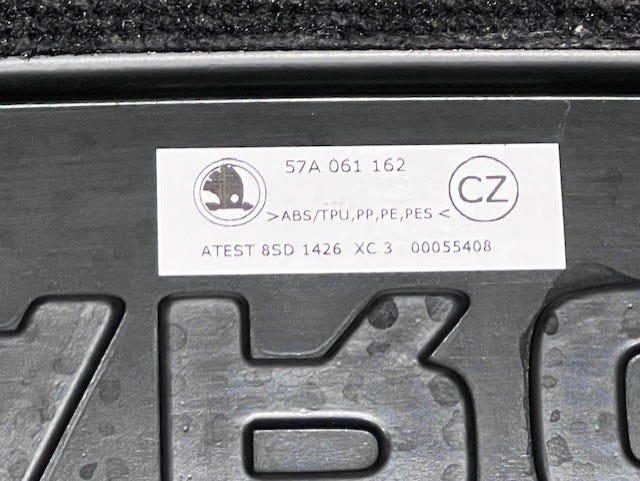 57A 061 162
CZ
>ABS/TPU,PP,PE,PES<
ATEST 8SD 1426 XC 3 00055408